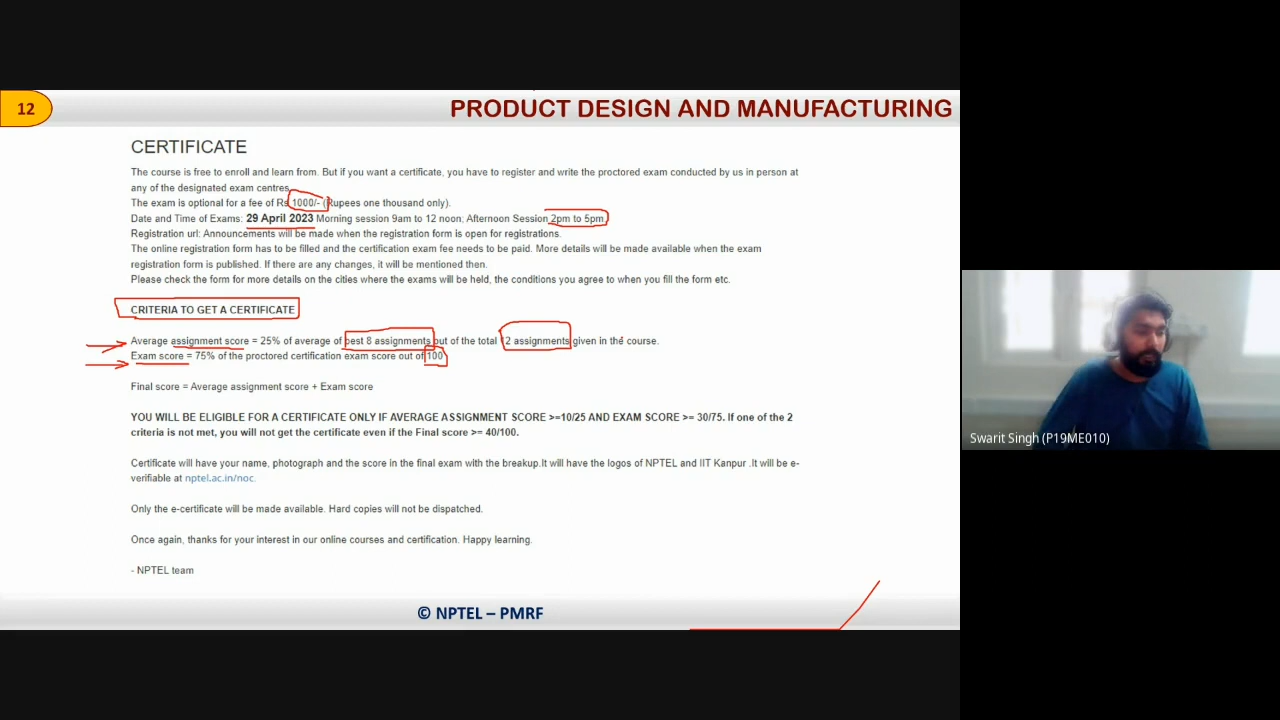 12
PRODUCT DESIGN AND MANUFACTURING
CERTIFICATE
The course is free to enroll and learn from. But if you want a certificate, you have to register and write the proctored exam conducted by us in person at
any of the designated exam centres.
The exam is optional for a fee of Rs 1000/- (Rupees one thousand only).
Date and Time of Exams: 29 April 2023 Morning session 9am to 12 noon; Afternoon Session 2pm to 5pm.
Registration url: Announcements will be made when the registration form is open for registrations.
The online registration form has to be filled and the certification exam fee needs to be paid. More details will be made available when the exam
registration form is published. If there are any changes, it will be mentioned then.
Please check the form for more details on the cities where the exams will be held, the conditions you agree to when you fill the form etc.
CRITERIA TO GET A CERTIFICATE
Average assignment score = 25% of average of best 8 assignments out of the total 12 assignments given in the course.
Exam score = 75% of the proctored certification exam score out of 100
Final score = Average assignment score + Exam score
YOU WILL BE ELIGIBLE FOR A CERTIFICATE ONLY IF AVERAGE ASSIGNMENT SCORE >=10/25 AND EXAM SCORE >= 30/75. If one of the 2
criteria is not met, you will not get the certificate even if the Final score >= 40/100.
Certificate will have your name, photograph and the score in the final exam with the breakup.It will have the logos of NPTEL and IIT Kanpur .It will be e-
verifiable at nptel.ac.in/noc.
Only the e-certificate will be made available. Hard copies will not be dispatched.
Once again, thanks for your interest in our online courses and certification. Happy learning.
- NPTEL team
© NPTEL – PMRF
Swarit Singh (P19ME010)